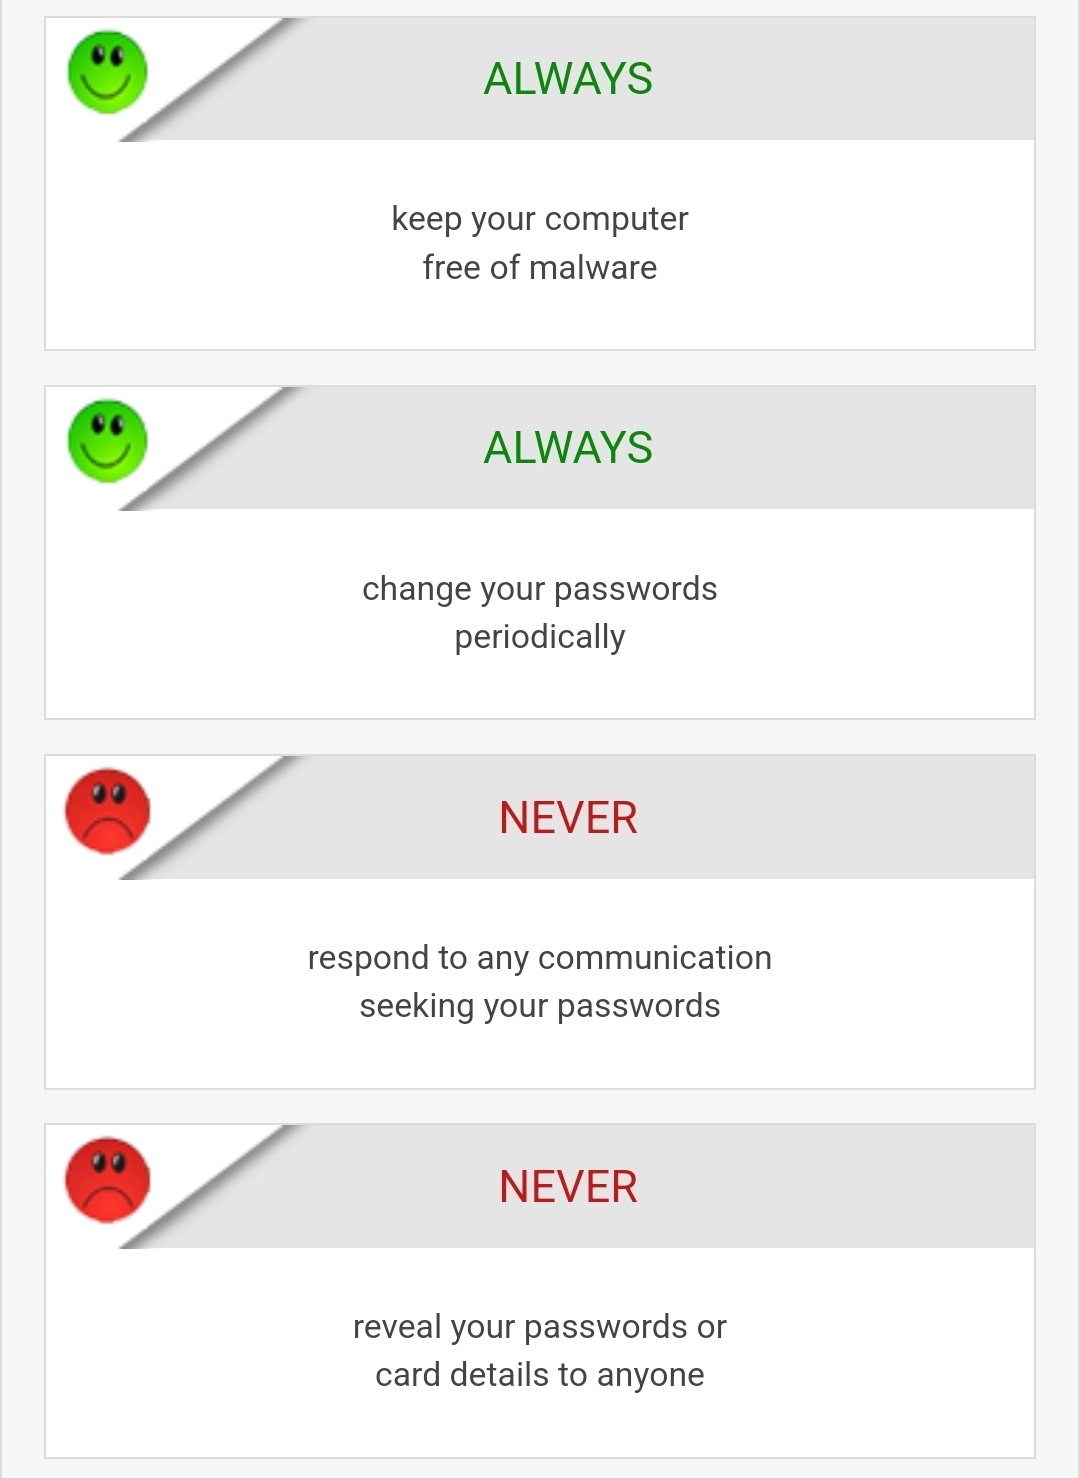 ALWAYS
keep your computer
free of malware
ALWAYS
change your passwords
periodically
NEVER
respond to any communication
seeking your passwords
NEVER
reveal your passwords or
card details to anyone